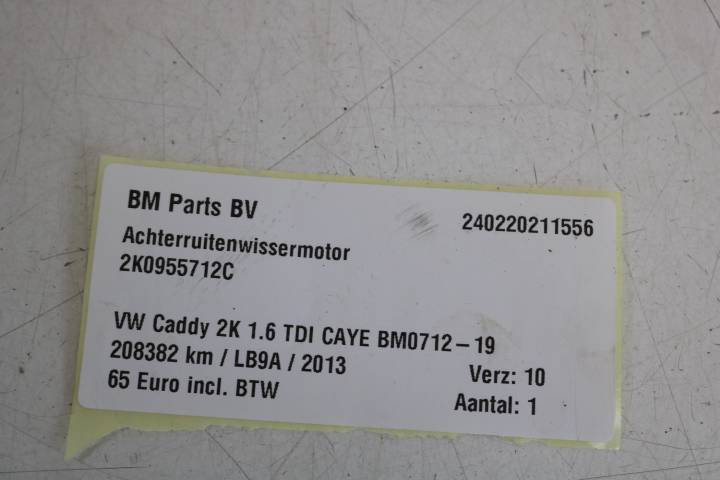 BM Parts BV 240220211556
Achterruitenwissermotor
2K0955712C
VW Caddy 2K 1.6 TDI CAYE BM0712-19
208382 km / LB9A / 2013 Verz: 10
65 Euro incl. BTW Aantal: 1